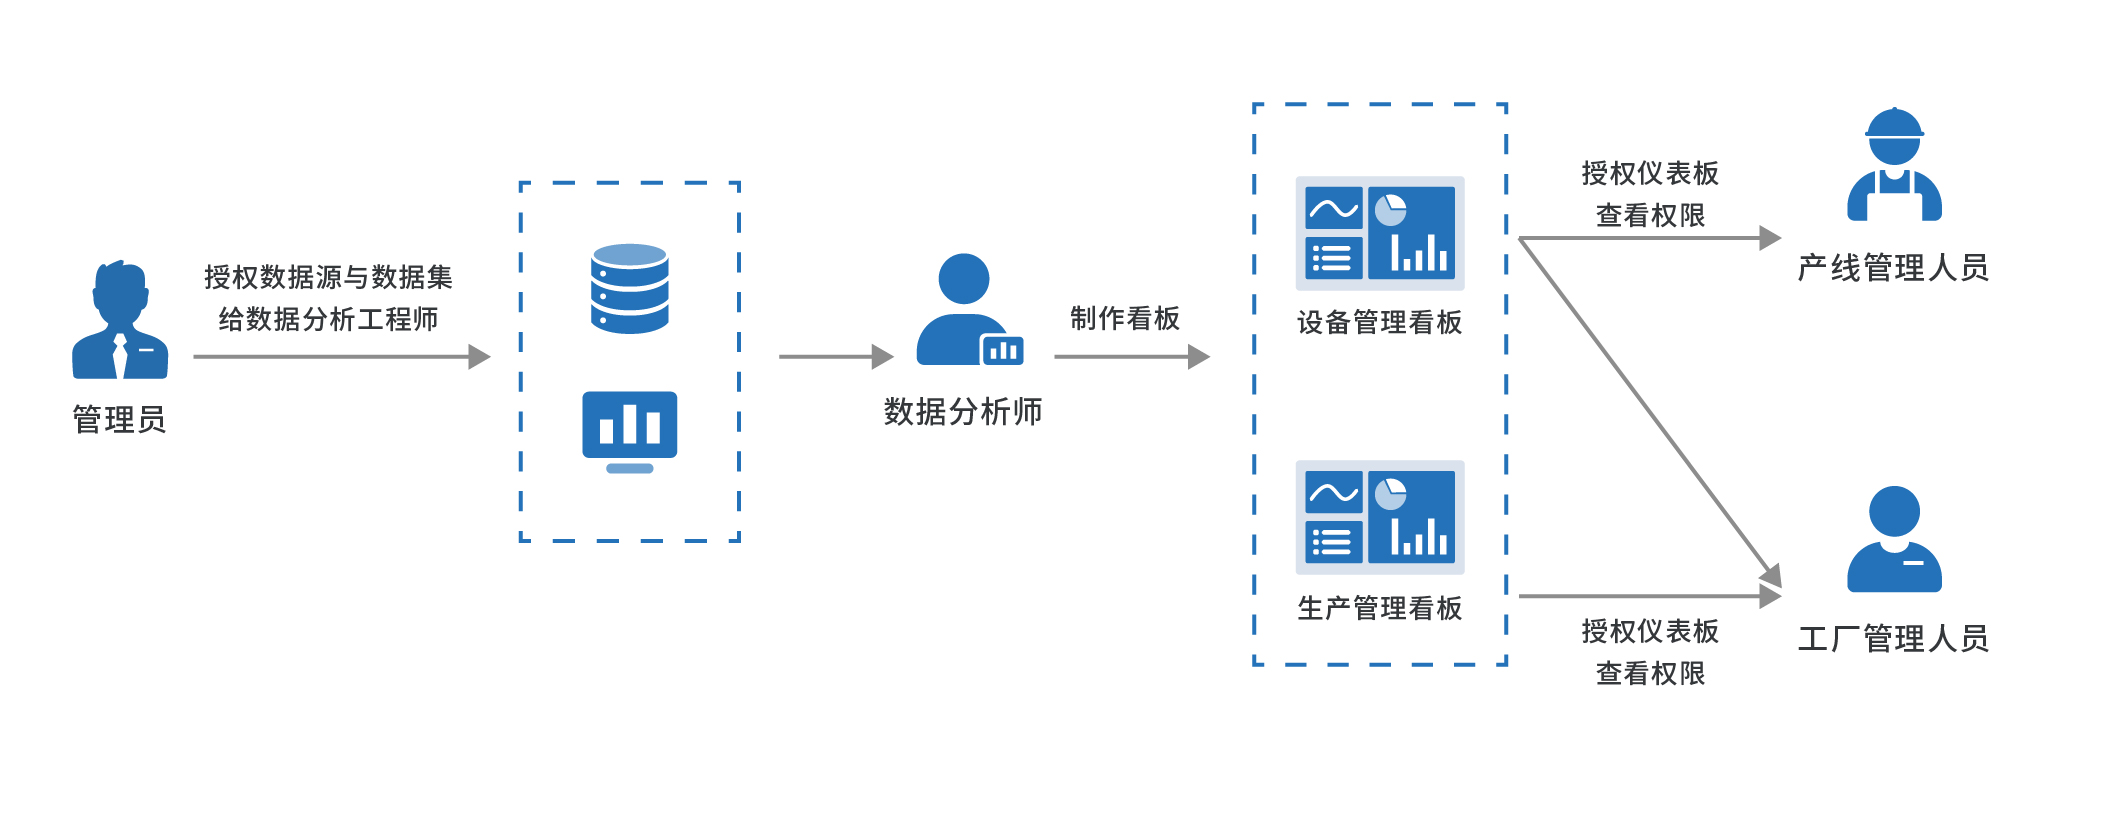 管理员
授权数据源与数据集
给数据分析工程师
数据分析师
制作看板
设备管理看板
生产管理看板
授权仪表板
查看权限
产线管理人员
工厂管理人员
授权仪表板
查看权限